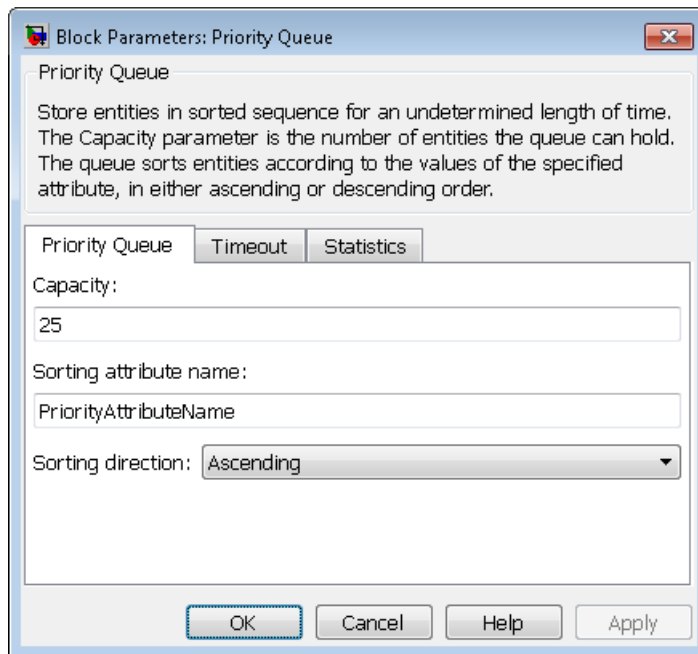 Block Parameters: Priority Queue
Priority Queue
Store entities in sorted sequence for an undetermined length of time.
The Capacity parameter is the number of entities the queue can hold.
The queue sorts entities according to the values of the specified
attribute, in either ascending or descending order.
Priority Queue Timeout Statistics
Capacity:
25
Sorting attribute name:
PriorityAttributeName
Sorting direction: Ascending
OK Cancel Help Apply